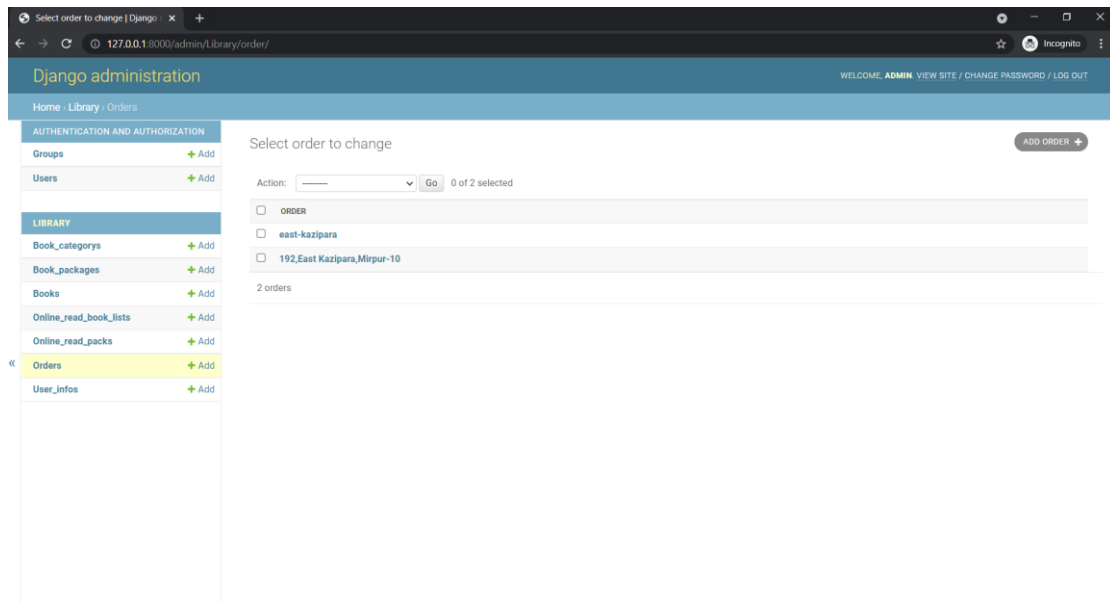 Select order to change | Django s
127.0.0.1:8000/admin/Library/order/
Incognito
Django administration
WELCOME, ADMIN. VIEW SITE / CHANGE PASSWORD / LOG OUT
Home › Library › Orders
AUTHENTICATION AND AUTHORIZATION
Groups + Add
Users + Add
LIBRARY
Book_categorys + Add
Book_packages + Add
Books + Add
Online_read_book_lists + Add
Online_read_packs + Add
«
Orders + Add
User_infos + Add
Select order to change
ADD ORDER +
Action: --------- Go 0 of 2 selected
ORDER
east-kazipara
192,East Kazipara,Mirpur-10
2 orders